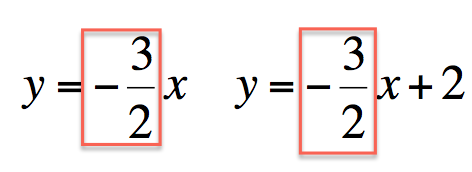 y = -3/2 x    y = -3/2 x + 2